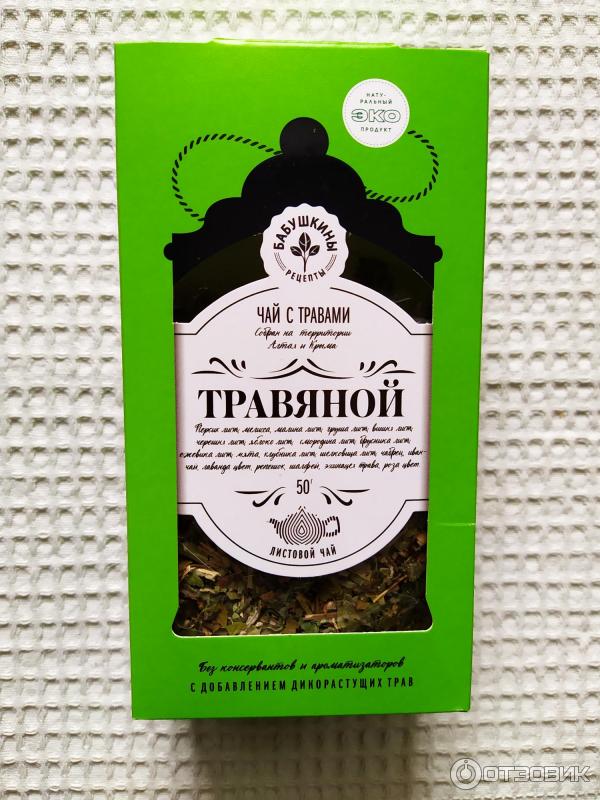 НАТУ-
РАЛЬНЫЙ
ЭКО
ПРОДУКТ
БАБУШКИНЫ
РЕЦЕПТЫ
ЧАЙ С ТРАВАМИ
Собран на территории
Алтая и Крыма
ТРАВЯНОЙ
Персик лист, мелисса, малина лист, груша лист, вишня лист,
черешня лист, яблоко лист, смородина лист, брусника лист,
ежевика лист, мята, клубника лист, шелковица лист, чабрец, иван-
чай, лаванда цвет, репешок, шалфей, эхинацея трава, роза цвет
50г
ЛИСТОВОЙ ЧАЙ
Без консервантов и ароматизаторов
С ДОБАВЛЕНИЕМ ДИКОРАСТУЩИХ ТРАВ
ОТЗОВИК